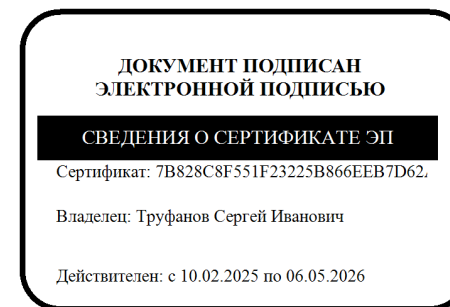 ДОКУМЕНТ ПОДПИСАН
ЭЛЕКТРОННОЙ ПОДПИСЬЮ
СВЕДЕНИЯ О СЕРТИФИКАТЕ ЭП
Сертификат: 7B828C8F551F23225B866EEB7D62
Владелец: Труфанов Сергей Иванович
Действителен: с 10.02.2025 по 06.05.2026